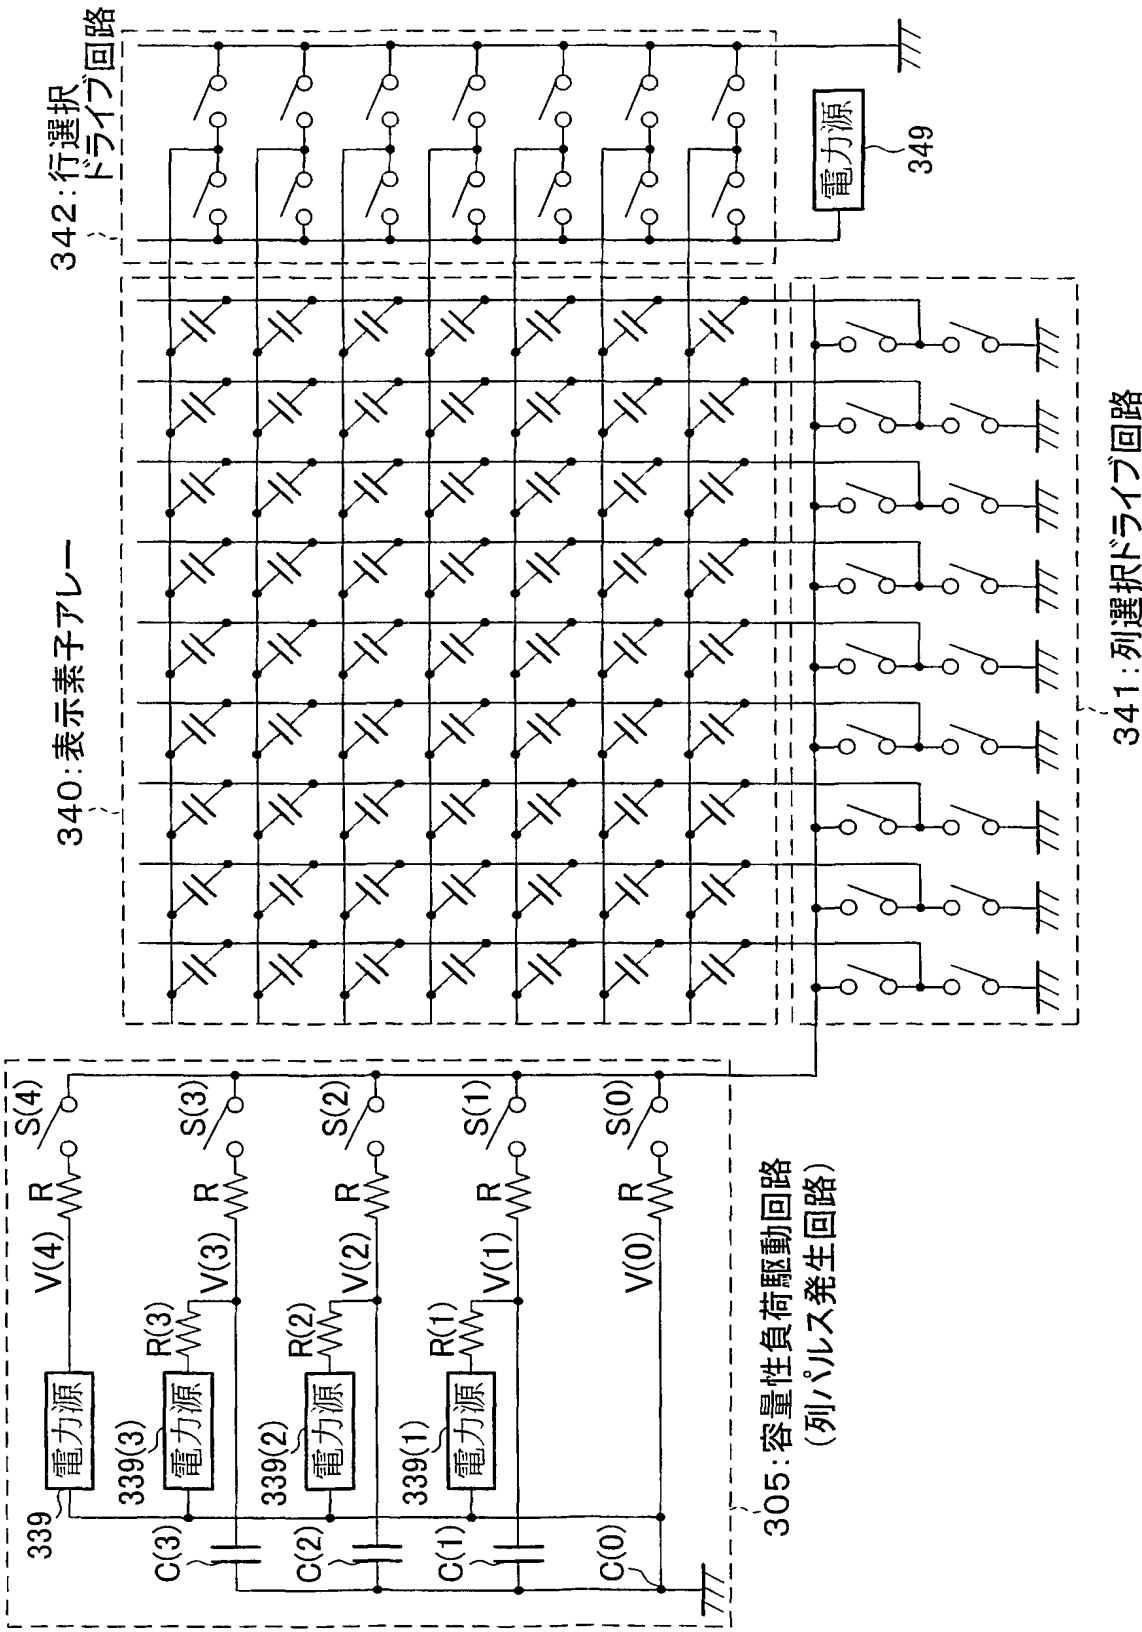 342:行選択
ドライブ回路
340:表示素子アレー
電力源
349
341:列選択ドライブ回路
S(4)
R
V(4)
電力源
339
S(3)
R
V(3)
R(3)
電力源
339(3)
C(3)
S(2)
R
V(2)
R(2)
電力源
339(2)
C(2)
S(1)
R
V(1)
R(1)
電力源
339(1)
C(1)
S(0)
R
V(0)
C(0)
305:容量性負荷駆動回路
(列パルス発生回路)